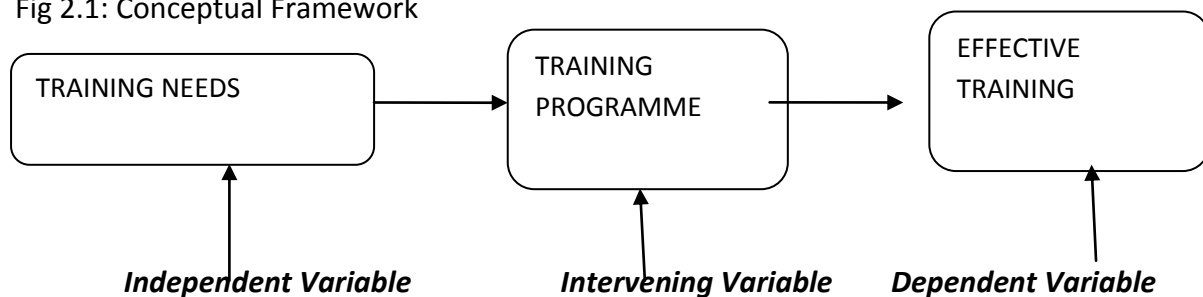 Fig 2.1: Conceptual Framework
TRAINING NEEDS
TRAINING
PROGRAMME
EFFECTIVE
TRAINING
Independent Variable
Intervening Variable
Dependent Variable